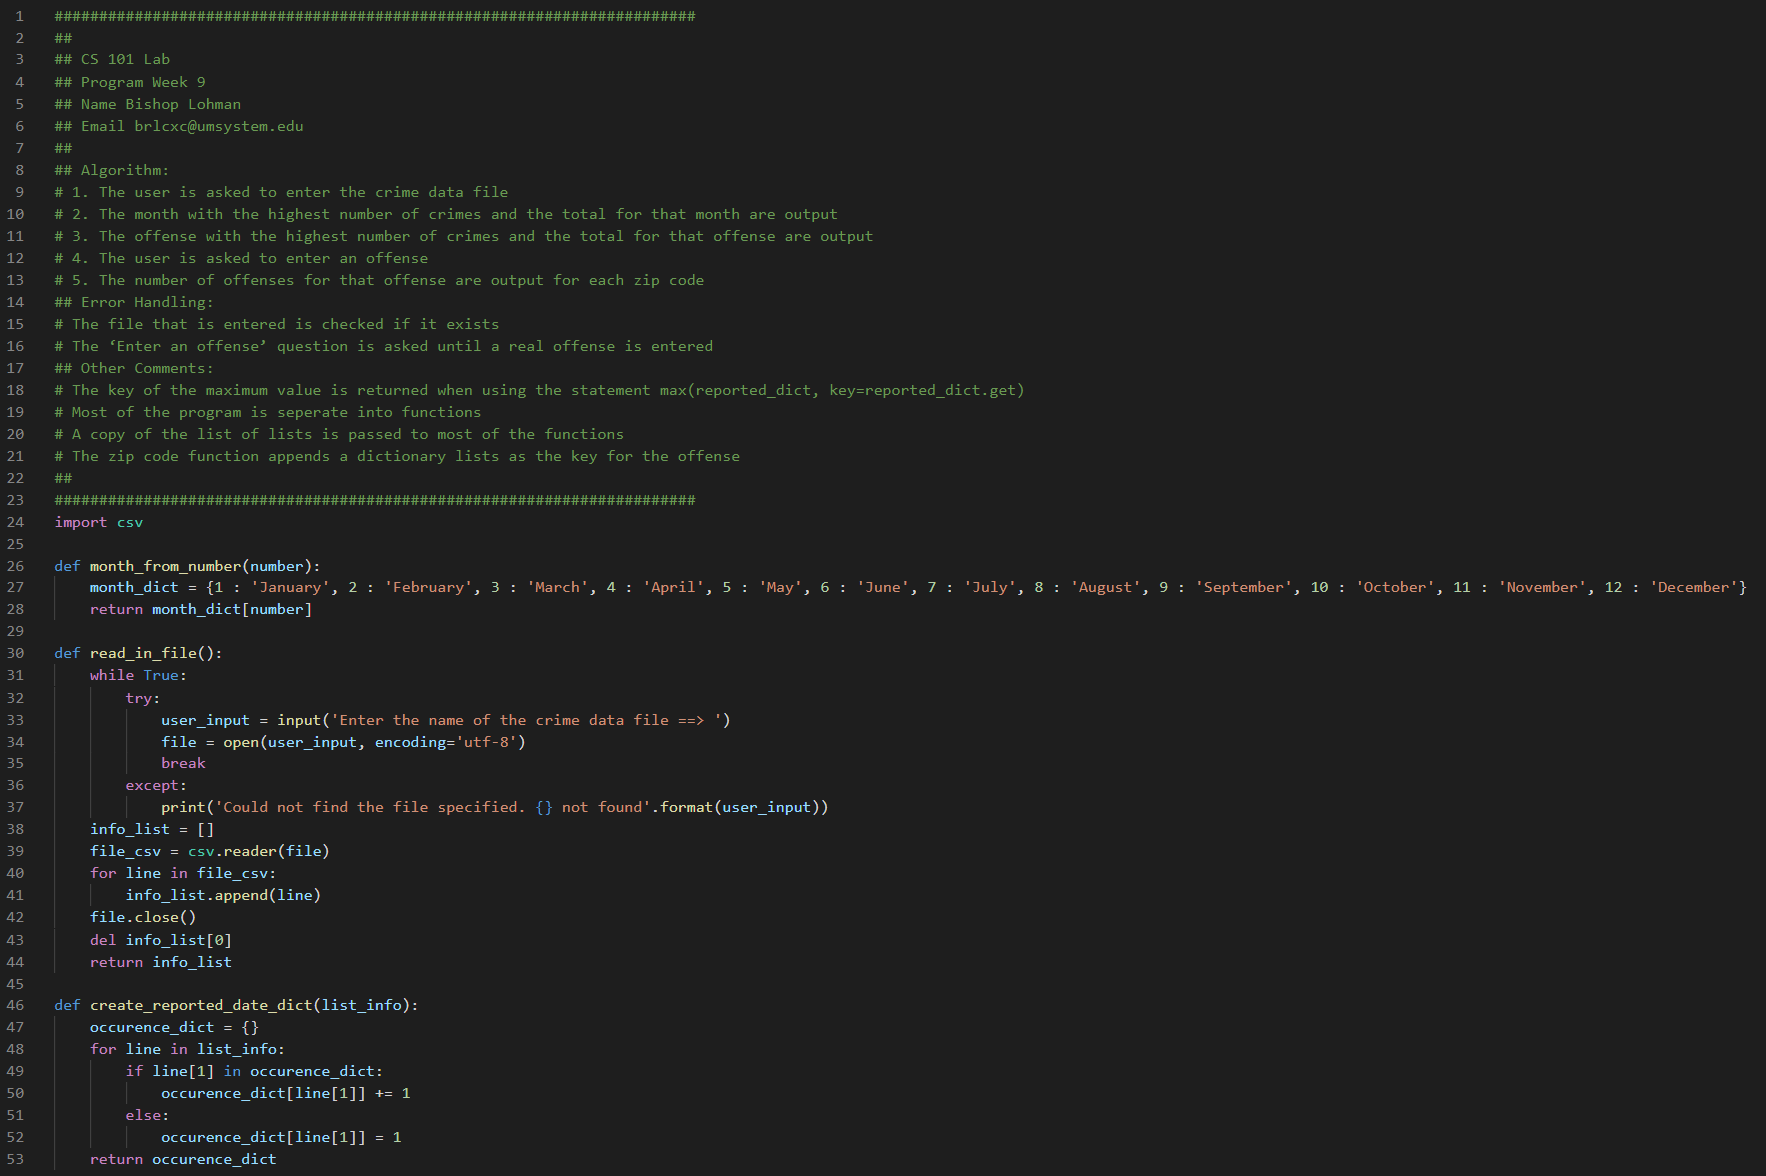 1 ########################################################################
2 ##
3 ## CS 101 Lab
4 ## Program Week 9
5 ## Name Bishop Lohman
6 ## Email brlcxc@umsystem.edu
7 ##
8 ## Algorithm:
9 # 1. The user is asked to enter the crime data file
10 # 2. The month with the highest number of crimes and the total for that month are output
11 # 3. The offense with the highest number of crimes and the total for that offense are output
12 # 4. The user is asked to enter an offense
13 # 5. The number of offenses for that offense are output for each zip code
14 ## Error Handling:
15 # The file that is entered is checked if it exists
16 # The ‘Enter an offense’ question is asked until a real offense is entered
17 ## Other Comments:
18 # The key of the maximum value is returned when using the statement max(reported_dict, key=reported_dict.get)
19 # Most of the program is seperate into functions
20 # A copy of the list of lists is passed to most of the functions
21 # The zip code function appends a dictionary lists as the key for the offense
22 ##
23 ########################################################################
24 import csv
25
26 def month_from_number(number):
27     month_dict = {1 : 'January', 2 : 'February', 3 : 'March', 4 : 'April', 5 : 'May', 6 : 'June', 7 : 'July', 8 : 'August', 9 : 'September', 10 : 'October', 11 : 'November', 12 : 'December'}
28     return month_dict[number]
29
30 def read_in_file():
31     while True:
32         try:
33             user_input = input('Enter the name of the crime data file ==> ')
34             file = open(user_input, encoding='utf-8')
35             break
36         except:
37             print('Could not find the file specified. {} not found'.format(user_input))
38     info_list = []
39     file_csv = csv.reader(file)
40     for line in file_csv:
41         info_list.append(line)
42     file.close()
43     del info_list[0]
44     return info_list
45
46 def create_reported_date_dict(list_info):
47     occurence_dict = {}
48     for line in list_info:
49         if line[1] in occurence_dict:
50             occurence_dict[line[1]] += 1
51         else:
52             occurence_dict[line[1]] = 1
53     return occurence_dict